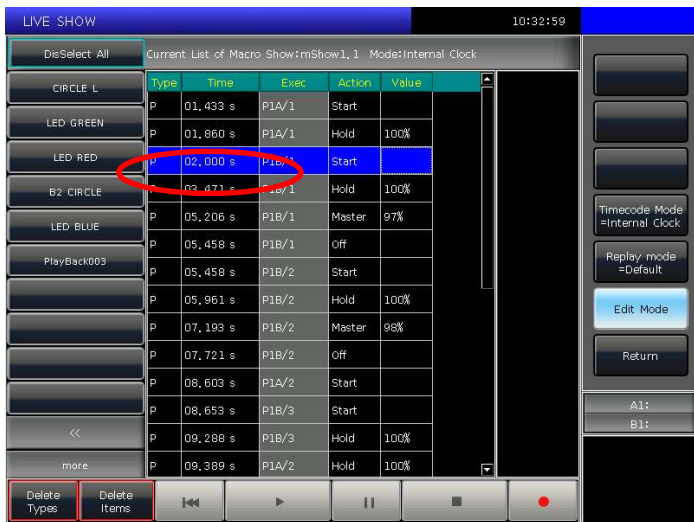 LIVE SHOW
10:32:59
DisSelect All
Current List of Macro Show:mShow1,1 Mode:Internal Clock
CIRCLE L
LED GREEN
LED RED
B2 CIRCLE
LED BLUE
PlayBack003
<<
more
Type Time Exec Action Value
P 01,433 s P1A/1 Start
P 01,860 s P1A/1 Hold 100%
P 02,000 s P1B/1 Start
P 03,471 s P1B/1 Hold 100%
P 05,206 s P1B/1 Master 97%
P 05,458 s P1B/1 Off
P 05,458 s P1B/2 Start
P 05,961 s P1B/2 Hold 100%
P 07,193 s P1B/2 Master 98%
P 07,721 s P1B/2 Off
P 08,603 s P1A/2 Start
P 08,653 s P1B/3 Start
P 09,288 s P1B/3 Hold 100%
P 09,389 s P1A/2 Hold 100%
Timecode Mode
=Internal Clock
Replay mode
=Default
Edit Mode
Return
A1:
B1:
Delete
Types
Delete
Items